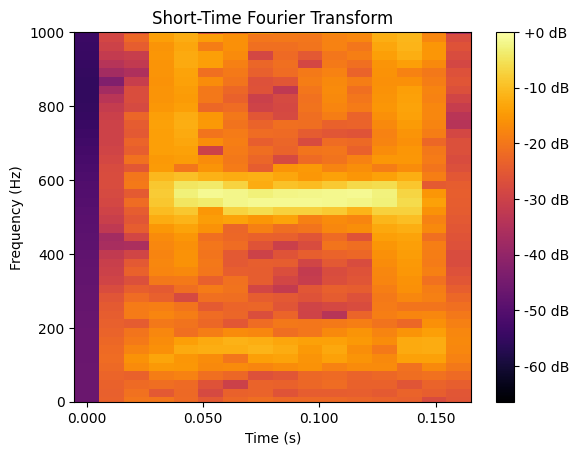 Short-Time Fourier Transform
1000
800
600
400
200
0
Frequency (Hz)
0.000
0.050
0.100
0.150
Time (s)
+0 dB
-10 dB
-20 dB
-30 dB
-40 dB
-50 dB
-60 dB